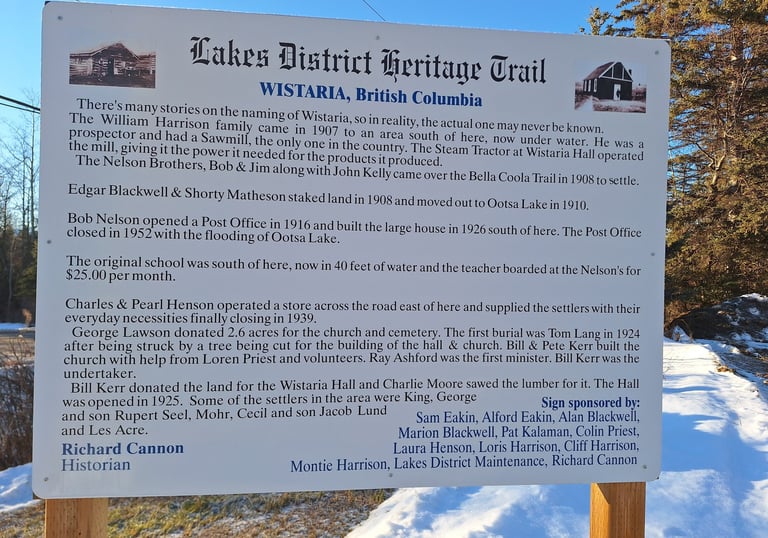 Lakes District Heritage Trail
WISTARIA, British Columbia
There's many stories on the naming of Wistaria, so in reality, the actual one may never be known.
The William Harrison family came in 1907 to an area south of here, now under water. He was a
prospector and had a Sawmill, the only one in the country. The Steam Tractor at Wistaria Hall operated
the mill, giving it the power it needed for the products it produced.
The Nelson Brothers, Bob & Jim along with John Kelly came over the Bella Coola Trail in 1908 to settle.
Edgar Blackwell & Shorty Matheson staked land in 1908 and moved out to Ootsa Lake in 1910.
Bob Nelson opened a Post Office in 1916 and built the large house in 1926 south of here. The Post Office
closed in 1952 with the flooding of Ootsa Lake.
The original school was south of here, now in 40 feet of water and the teacher boarded at the Nelson's for
$25.00 per month.
Charles & Pearl Henson operated a store across the road east of here and supplied the settlers with their
everyday necessities finally closing in 1939.
George Lawson donated 2.6 acres for the church and cemetery. The first burial was Tom Lang in 1924
after being struck by a tree being cut for the building of the hall & church. Bill & Pete Kerr built the
church with help from Loren Priest and volunteers. Ray Ashford was the first minister. Bill Kerr was the
undertaker.
Bill Kerr donated the land for the Wistaria Hall and Charlie Moore sawed the lumber for it. The Hall
was opened in 1925. Some of the settlers in the area were King, George
and son Rupert Seel, Mohr, Cecil and son Jacob Lund
and Les Acre.
Richard Cannon
Historian
Sign sponsored by:
Sam Eakin, Alford Eakin, Alan Blackwell,
Marion Blackwell, Pat Kalaman, Colin Priest,
Laura Henson, Loris Harrison, Cliff Harrison,
Montie Harrison, Lakes District Maintenance, Richard Cannon